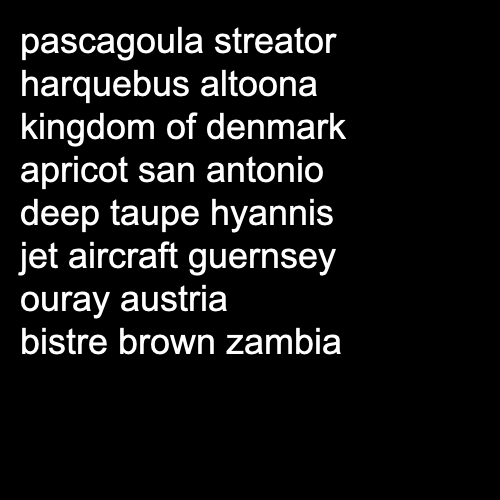 pascagoula streator
harquebus altoona
kingdom of denmark
apricot san antonio
deep taupe hyannis
jet aircraft guernsey
ouray austria
bistre brown zambia